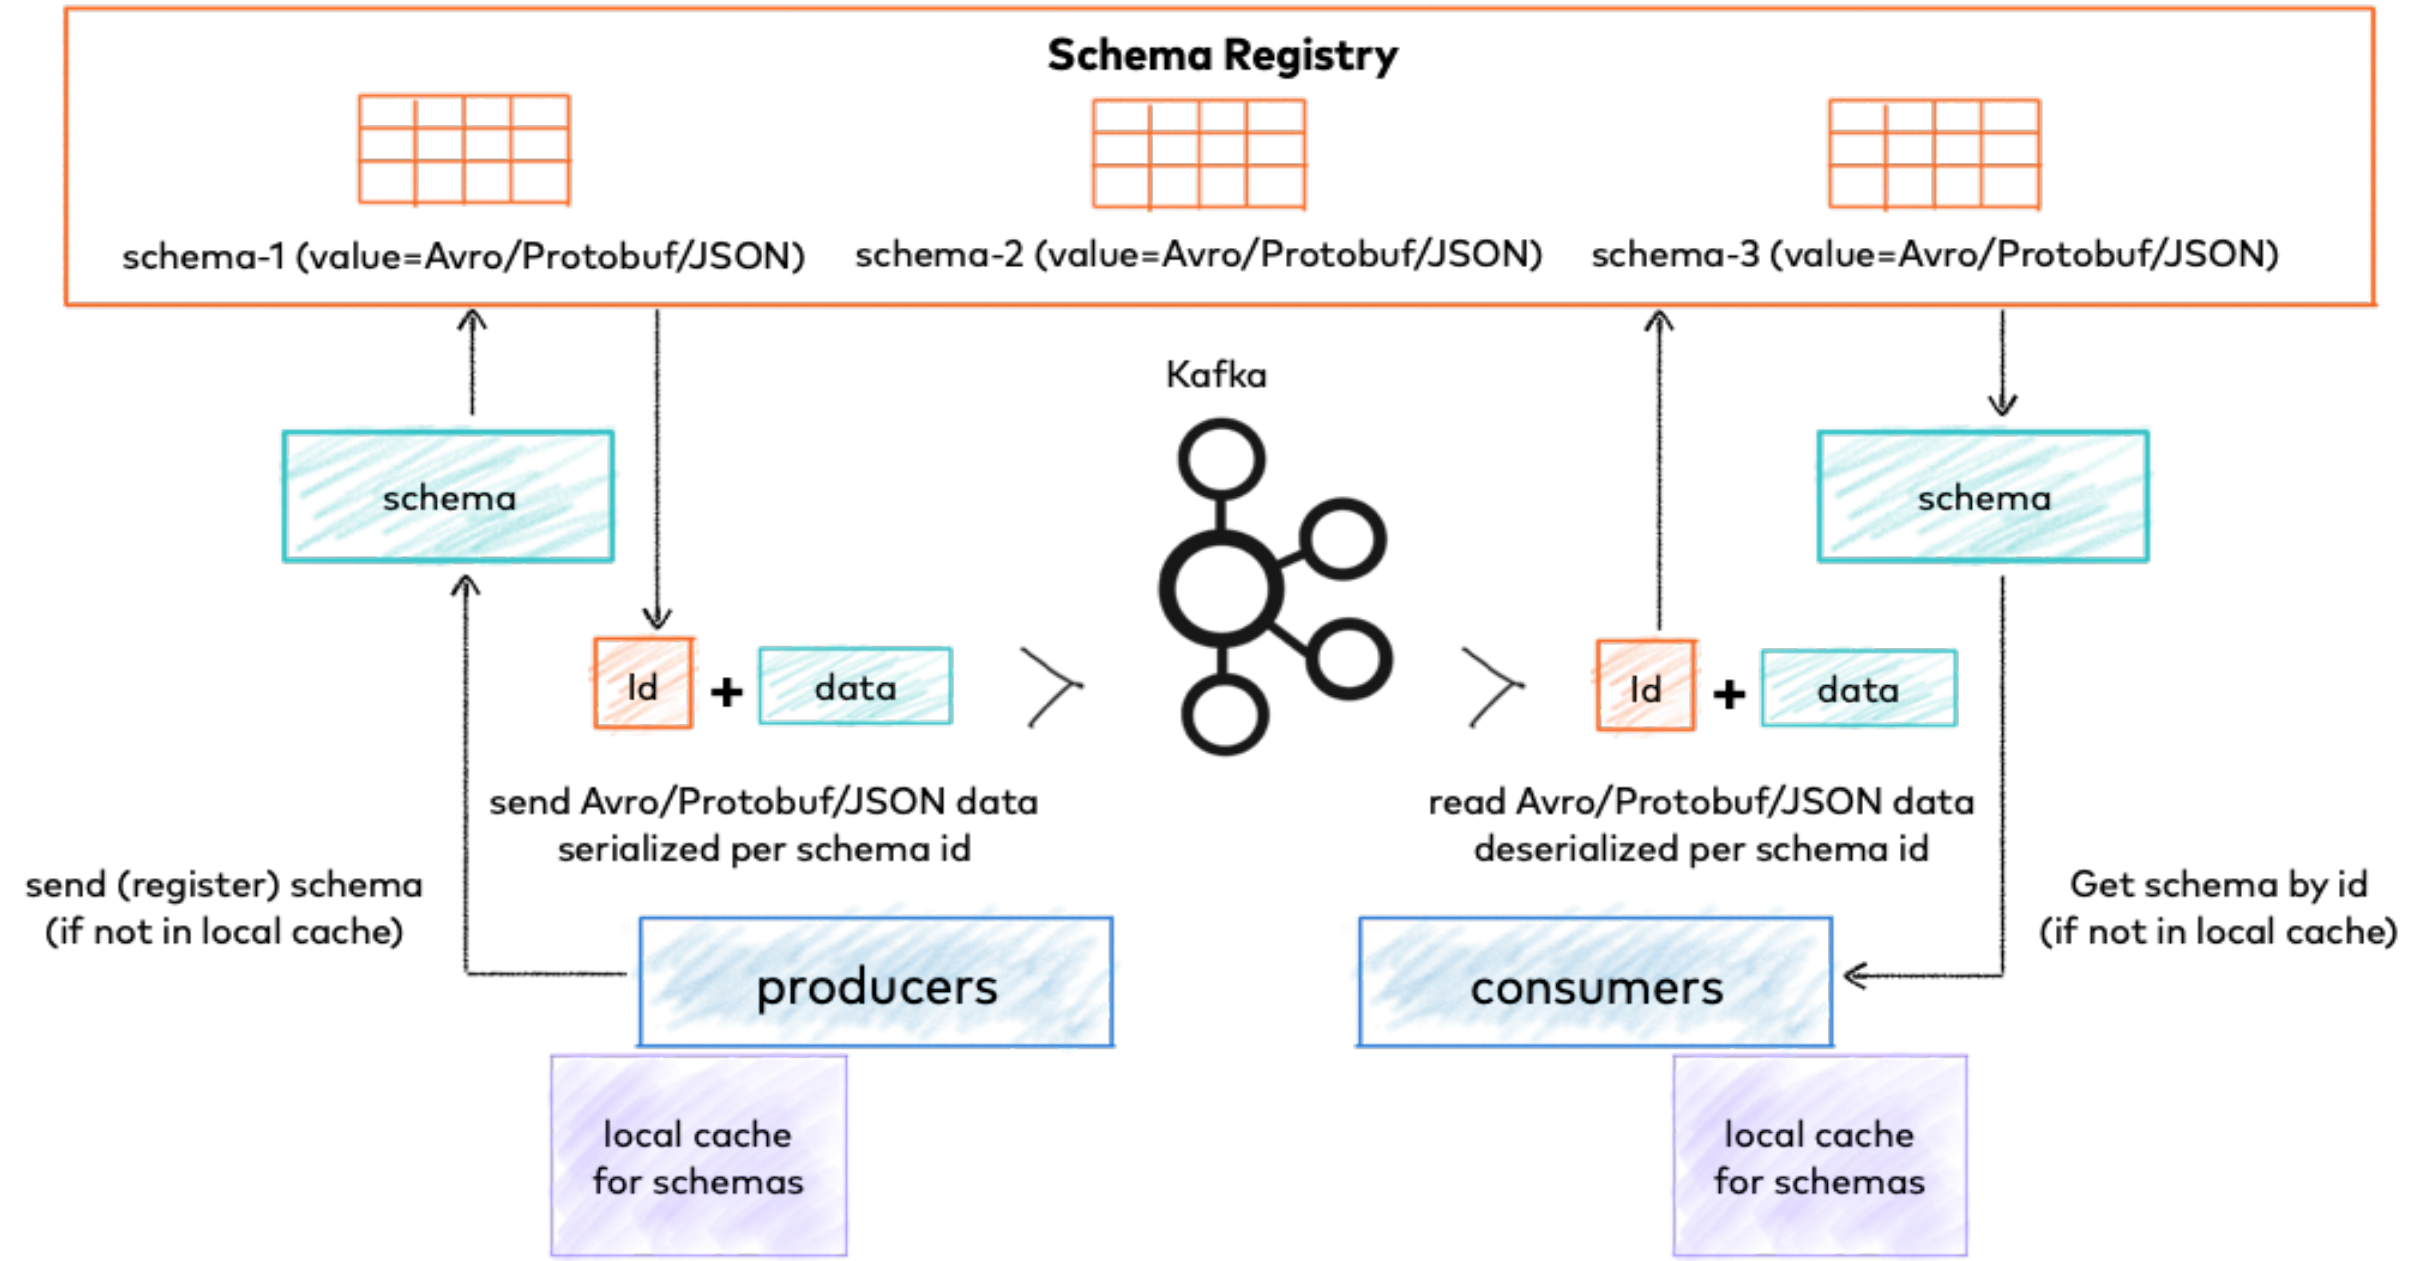 Schema Registry
schema-1 (value=Avro/Protobuf/JSON)
schema-2 (value=Avro/Protobuf/JSON)
schema-3 (value=Avro/Protobuf/JSON)
Kafka
schema
schema
Id + data
Id + data
send Avro/Protobuf/JSON data
serialized per schema id
read Avro/Protobuf/JSON data
deserialized per schema id
send (register) schema
(if not in local cache)
Get schema by id
(if not in local cache)
producers
consumers
local cache
for schemas
local cache
for schemas